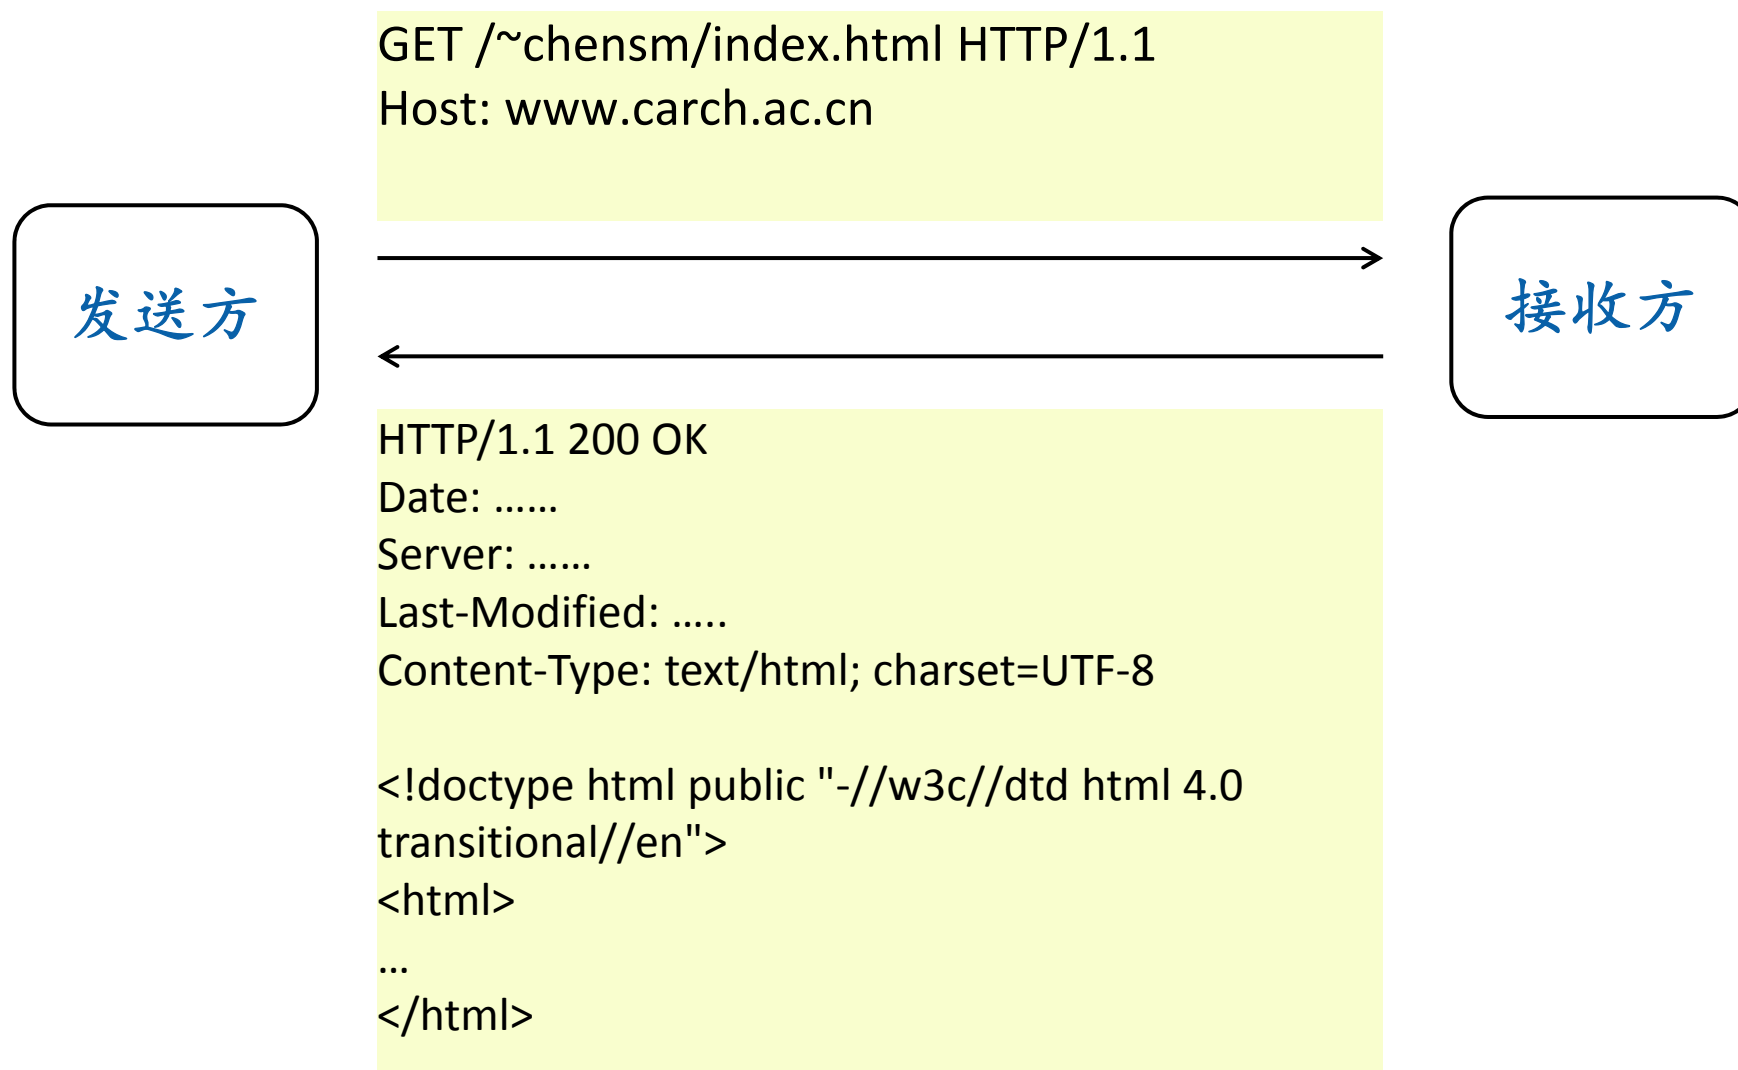 GET /~chensm/index.html HTTP/1.1
Host: www.carch.ac.cn
发送方
接收方
HTTP/1.1 200 OK
Date: ……
Server: ……
Last-Modified: …..
Content-Type: text/html; charset=UTF-8
<!doctype html public "-//w3c//dtd html 4.0
transitional//en">
<html>
…
</html>